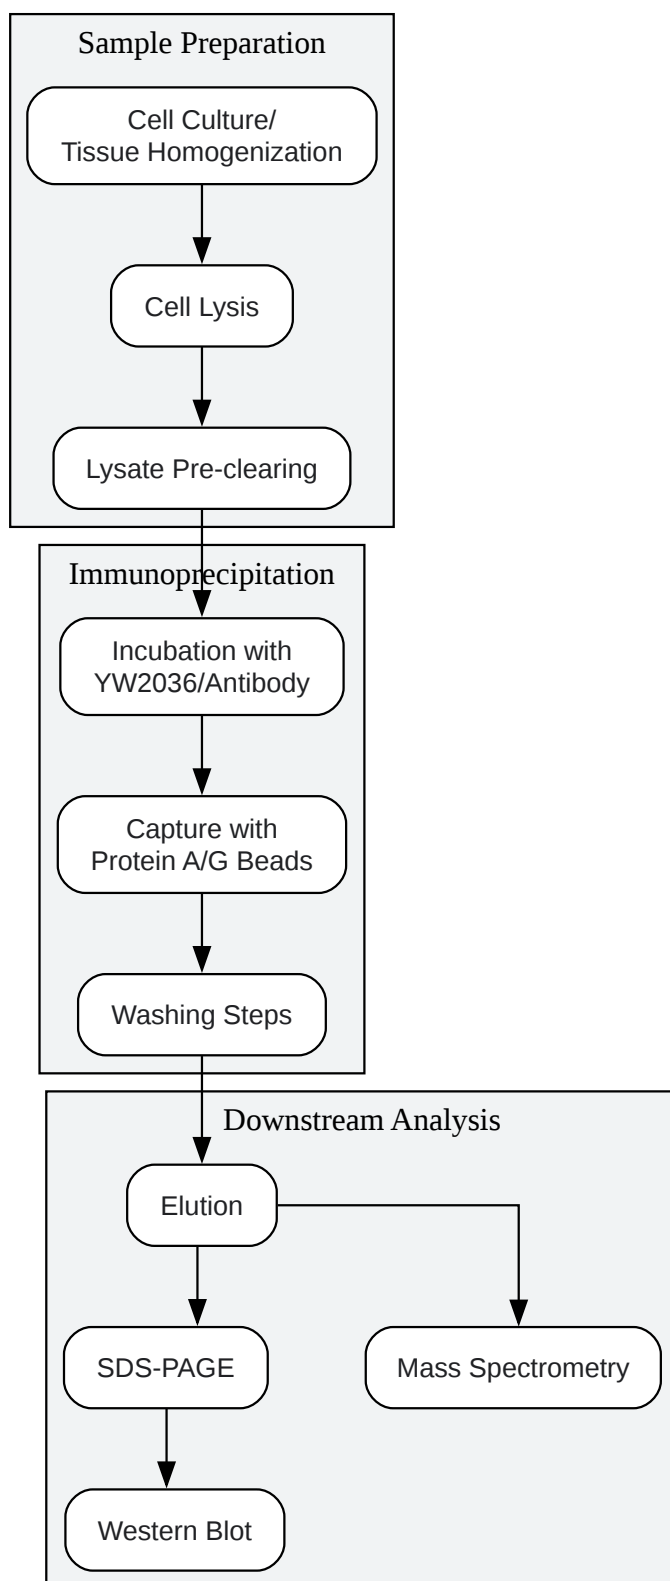 Sample Preparation
Cell Culture/
Tissue Homogenization
Cell Lysis
Lysate Pre-clearing
Immunoprecipitation
Incubation with
YW2036/Antibody
Capture with
Protein A/G Beads
Washing Steps
Downstream Analysis
Elution
SDS-PAGE
Mass Spectrometry
Western Blot